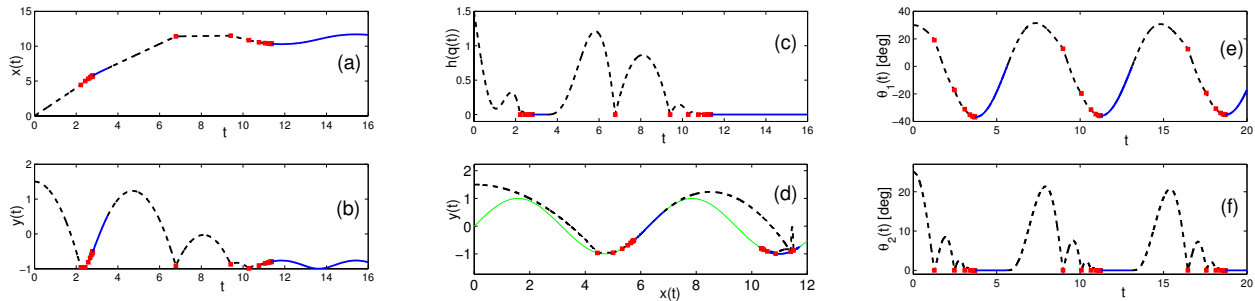 15
10
5
0
x(t)
(a)
0 2 4 6 8 10 12 14 16
t
2
1
0
−1
y(t)
(b)
0 2 4 6 8 10 12 14 16
t
1.5
1
0.5
0
h(q(t))
(c)
0 2 4 6 8 10 12 14 16
t
2
1
0
−1
y(t)
(d)
0 2 4 6 8 10 12
x(t)
40
20
0
−20
−40
θ1(t) [deg]
(e)
0 5 10 15 20
t
20
10
0
θ2(t) [deg]
(f)
0 5 10 15 20
t